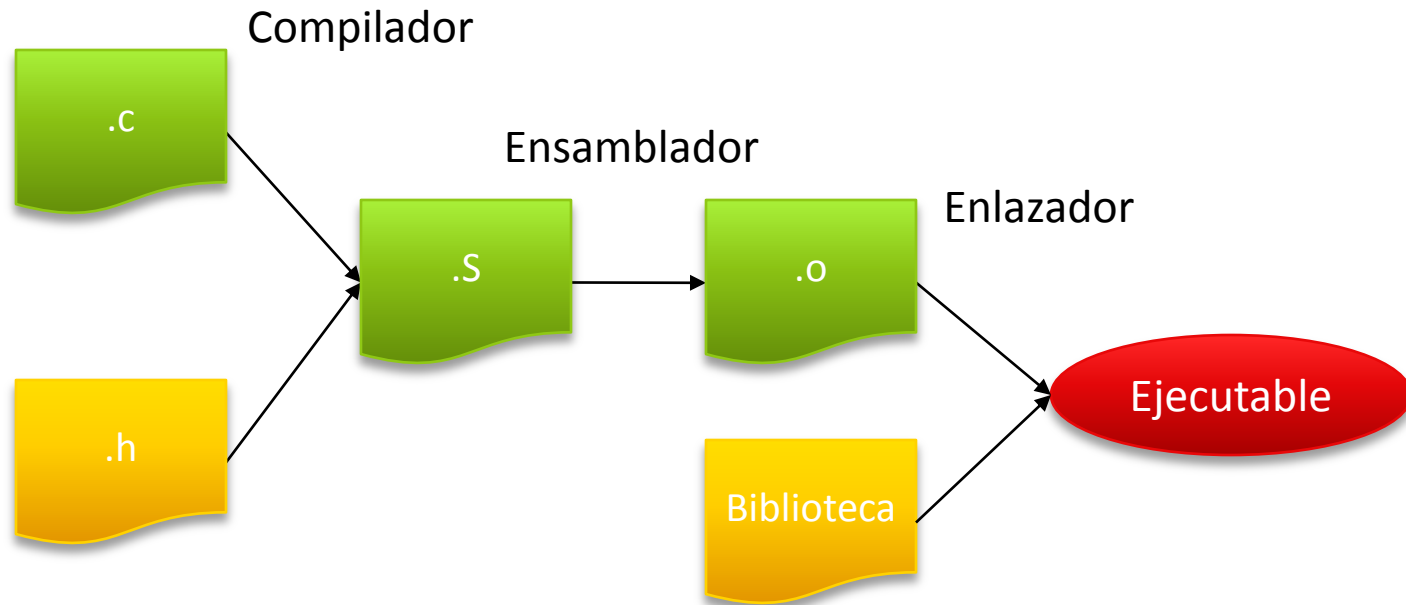 Compilador
.c
Ensamblador
Enlazador
.S
.o
Ejecutable
.h
Biblioteca